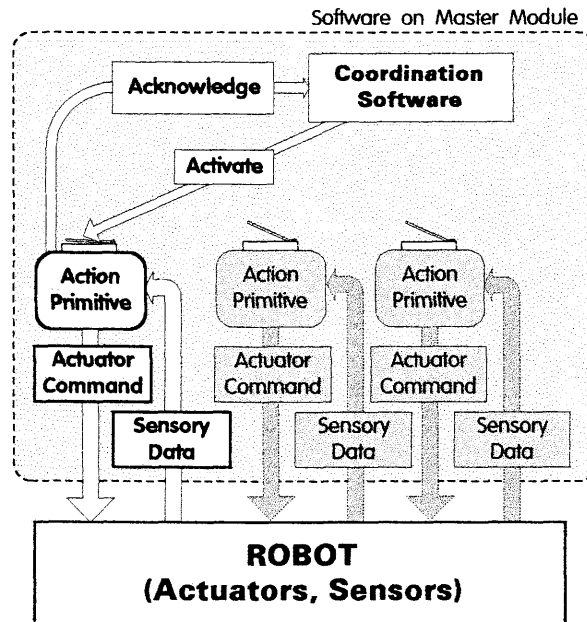 Software on Master Module
Acknowledge
Coordination
Software
Activate
Action
Primitive
Action
Primitive
Action
Primitive
Actuator
Command
Actuator
Command
Actuator
Command
Sensory
Data
Sensory
Data
Sensory
Data
ROBOT
(Actuators, Sensors)